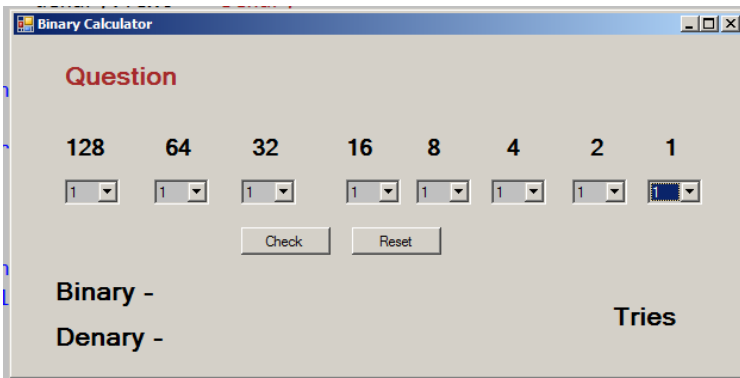 Binary Calculator
Question
128 64 32 16 8 4 2 1
1 1 1 1 1 1 1 1
Check Reset
Binary -
Tries
Denary -